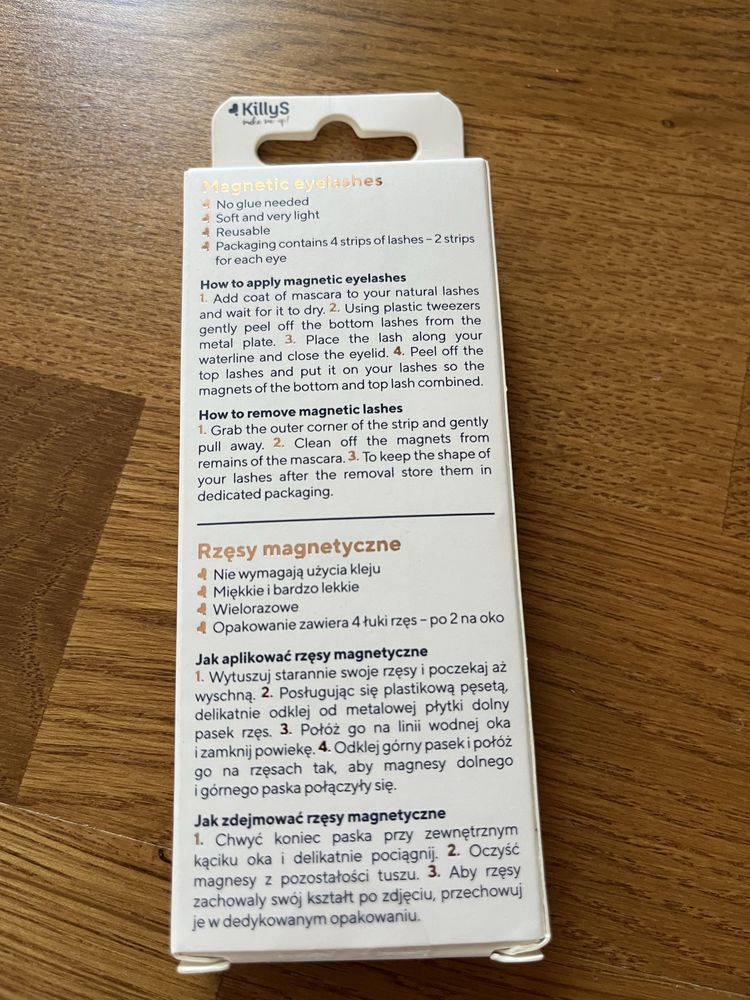 KillyS
make me up!
Magnetic eyelashes
No glue needed
Soft and very light
Reusable
Packaging contains 4 strips of lashes – 2 strips
for each eye
How to apply magnetic eyelashes
1. Add coat of mascara to your natural lashes
and wait for it to dry. 2. Using plastic tweezers
gently peel off the bottom lashes from the
metal plate. 3. Place the lash along your
waterline and close the eyelid. 4. Peel off the
top lashes and put it on your lashes so the
magnets of the bottom and top lash combined.
How to remove magnetic lashes
1. Grab the outer corner of the strip and gently
pull away. 2. Clean off the magnets from
remains of the mascara. 3. To keep the shape of
your lashes after the removal store them in
dedicated packaging.
Rzęsy magnetyczne
Nie wymagają użycia kleju
Miękkie i bardzo lekkie
Wielorazowe
Opakowanie zawiera 4 łuki rzęs – po 2 na oko
Jak aplikować rzęsy magnetyczne
1. Wytuszuj starannie swoje rzęsy i poczekaj aż
wyschną. 2. Posługując się plastikową pęsetą,
delikatnie odklej od metalowej płytki dolny
pasek rzęs. 3. Połóż go na linii wodnej oka
i zamknij powiekę. 4. Odklej górny pasek i połóż
go na rzęsach tak, aby magnesy dolnego
i górnego paska połączyły się.
Jak zdejmować rzęsy magnetyczne
1. Chwyć koniec paska przy zewnętrznym
kąciku oka i delikatnie pociągnij. 2. Oczyść
magnesy z pozostałości tuszu. 3. Aby rzęsy
zachowały swój kształt po zdjęciu, przechowuj
je w dedykowanym opakowaniu.